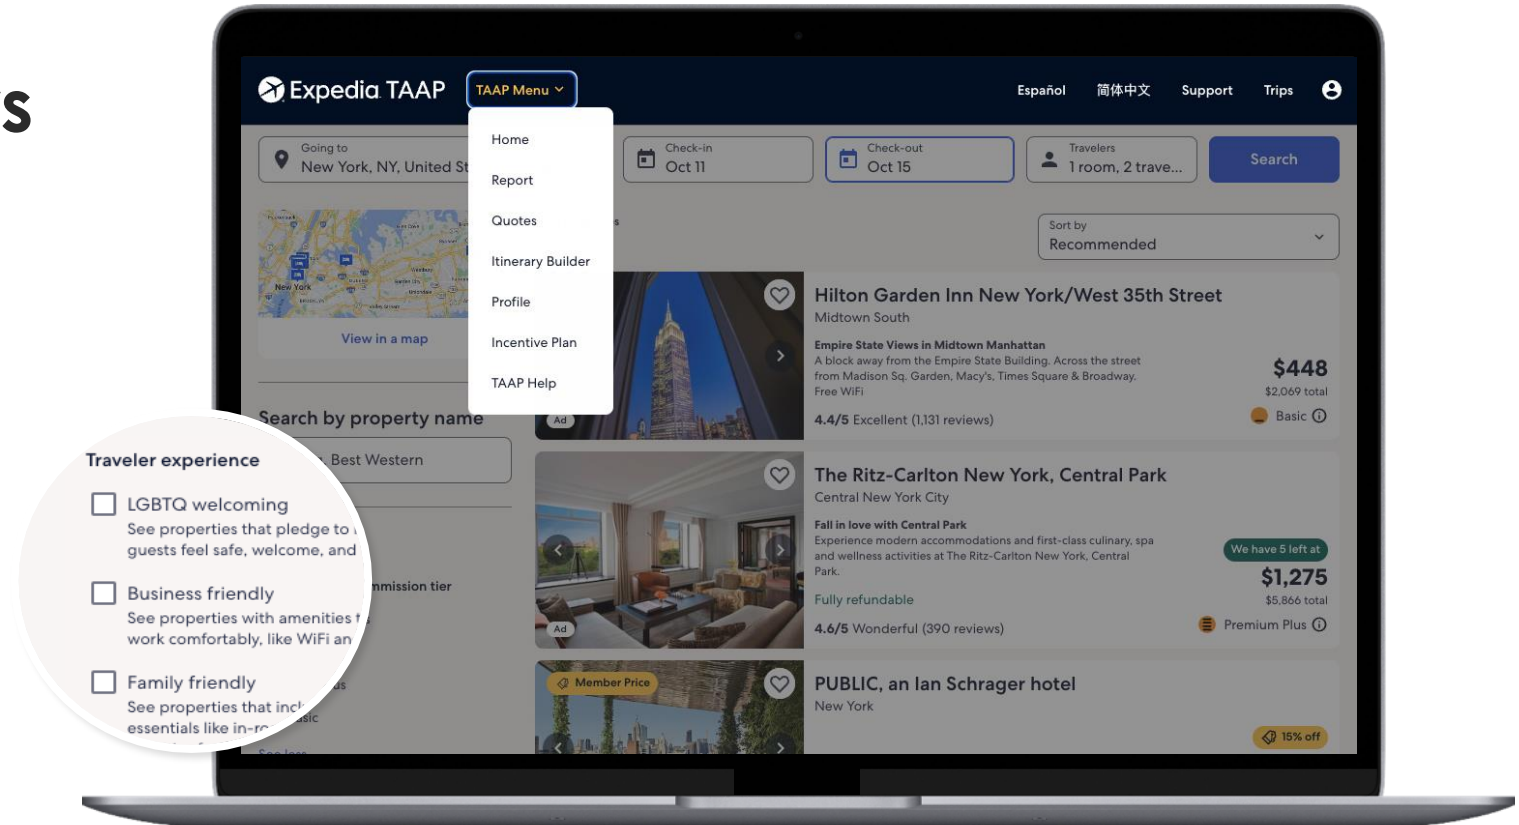 s
Expedia TAAP
TAAP Menu
Español
简体中文
Support
Trips
Home
Report
Quotes
Itinerary Builder
Profile
Incentive Plan
TAAP Help
Going to
New York, NY, United St
Check-in
Oct 11
Check-out
Oct 15
Travelers
1 room, 2 trave...
Search
New York
View in a map
Sort by
Recommended
Search by property name
Best Western
Traveler experience
LGBTQ welcoming
See properties that pledge to
guests feel safe, welcome, and
Business friendly
See properties with amenities
work comfortably, like WiFi an
Family friendly
See properties that incl
essentials like in-ro
mmission tier
us
asic
See less
Ad
Hilton Garden Inn New York/West 35th Street
Midtown South
Empire State Views in Midtown Manhattan
A block away from the Empire State Building. Across the street
from Madison Sq. Garden, Macy's, Times Square & Broadway.
Free WiFi
4.4/5 Excellent (1,131 reviews)
$448
$2,069 total
Basic
Ad
The Ritz-Carlton New York, Central Park
Central New York City
Fall in love with Central Park
Experience modern accommodations and first-class culinary, spa
and wellness activities at The Ritz-Carlton New York, Central
Park.
Fully refundable
4.6/5 Wonderful (390 reviews)
We have 5 left at
$1,275
$5,866 total
Premium Plus
Member Price
PUBLIC, an Ian Schrager hotel
New York
15% off